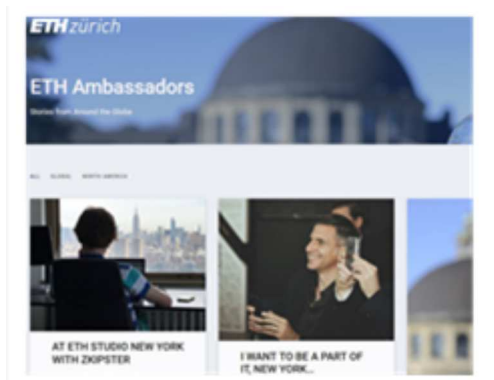 ETH zürich
ETH Ambassadors
Stories from Around the Globe
ALL GLOBAL NORTH AMERICA
AT ETH STUDIO NEW YORK
WITH ZKIPSTER
I WANT TO BE A PART OF
IT, NEW YORK...